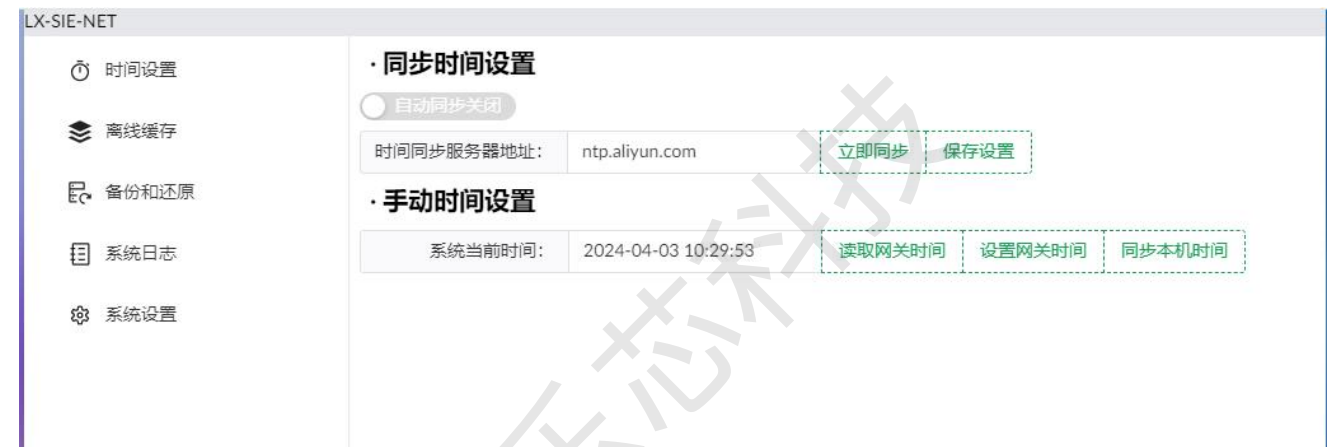 LX-SIE-NET
时间设置
离线缓存
备份和还原
系统日志
系统设置
· 同步时间设置
自动同步关闭
时间同步服务器地址： ntp.aliyun.com 立即同步 保存设置
· 手动时间设置
系统当前时间： 2024-04-03 10:29:53 读取网关时间 设置网关时间 同步本机时间
乐芯科技